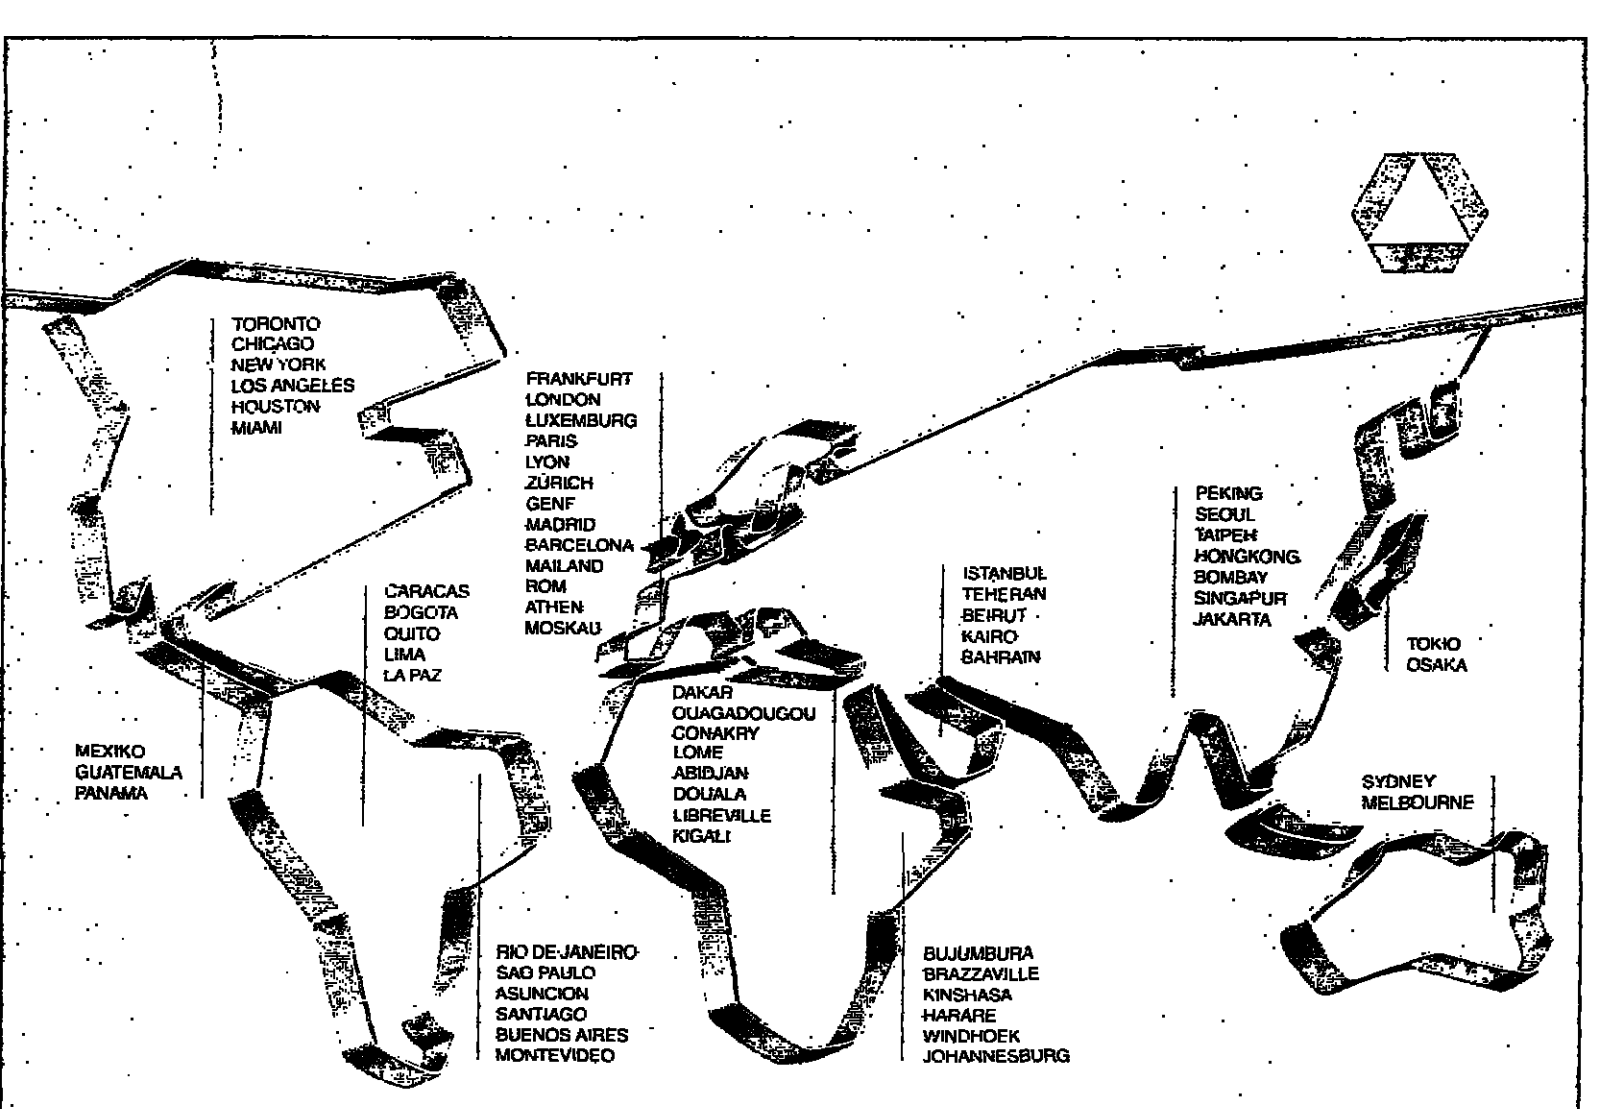 TORONTO
CHICAGO
NEW YORK
LOS ANGELES
HOUSTON
MIAMI
FRANKFURT
LONDON
LUXEMBURG
PARIS
LYON
ZÜRICH
GENF
MADRID
BARCELONA
MAILAND
ROM
ATHEN
MOSKAU
CARACAS
BOGOTA
QUITO
LIMA
LA PAZ
MEXIKO
GUATEMALA
PANAMA
RIO DE JANEIRO
SAO PAULO
ASUNCION
SANTIAGO
BUENOS AIRES
MONTEVIDEO
DAKAR
OUAGADOUGOU
CONAKRY
LOME
ABIDJAN
DOUALA
LIBREVILLE
KIGALI
BUJUMBURA
BRAZZAVILLE
KINSHASA
HARARE
WINDHOEK
JOHANNESBURG
ISTANBUL
TEHERAN
BEIRUT
KAIRO
BAHRAIN
PEKING
SEOUL
TAIPEH
HONGKONG
BOMBAY
SINGAPUR
JAKARTA
TOKIO
OSAKA
SYDNEY
MELBOURNE